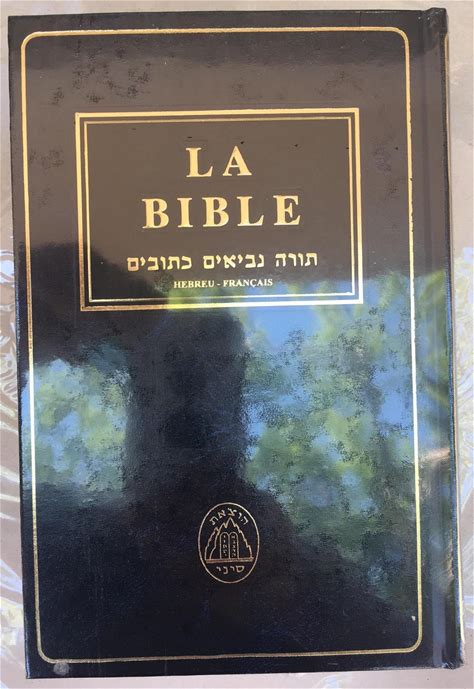 LA
BIBLE
תורה נביאים כתובים
HEBREU - FRANÇAIS
הוצאת
סיני